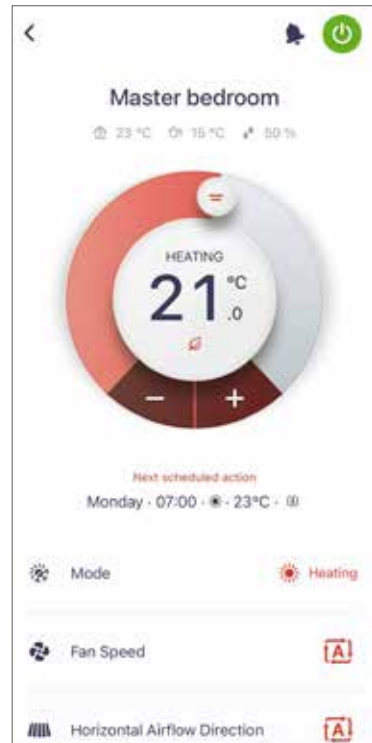 Master bedroom
23 °C 15 °C 50 %
HEATING
21.0 °C
− +
Next scheduled action
Monday · 07:00 · 23°C ·
Mode Heating
Fan Speed A
Horizontal Airflow Direction A